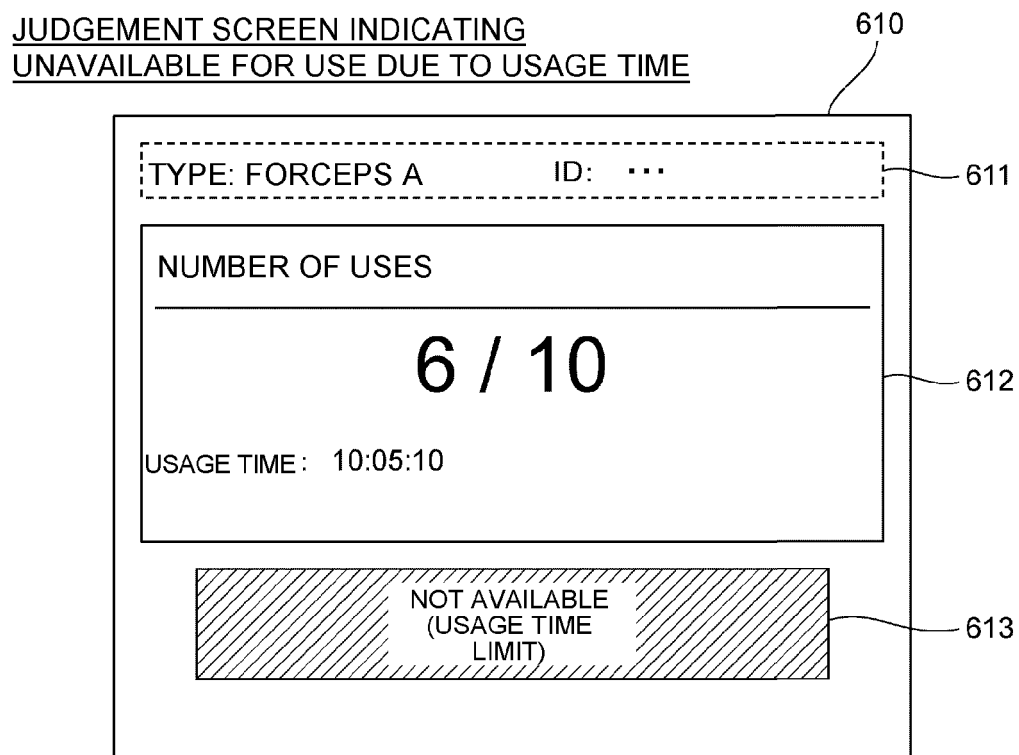 JUDGEMENT SCREEN INDICATING
UNAVAILABLE FOR USE DUE TO USAGE TIME
610
TYPE: FORCEPS A ID: ...
611
NUMBER OF USES
6 / 10
612
USAGE TIME: 10:05:10
NOT AVAILABLE
(USAGE TIME
LIMIT)
613